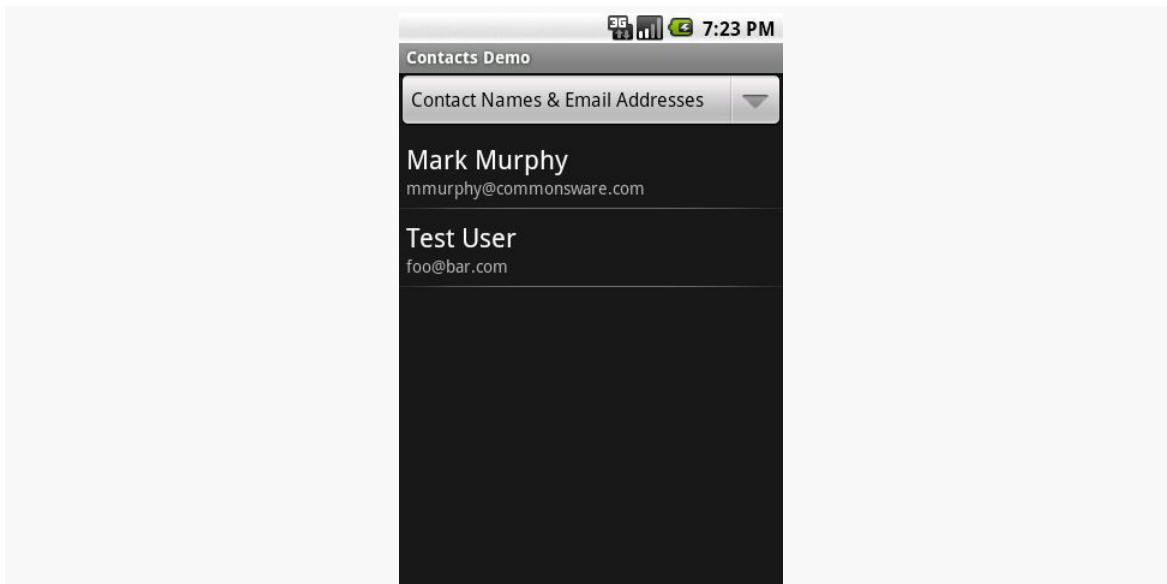 3G 7:23 PM
Contacts Demo
Contact Names & Email Addresses
Mark Murphy
mmurphy@commonsware.com
Test User
foo@bar.com